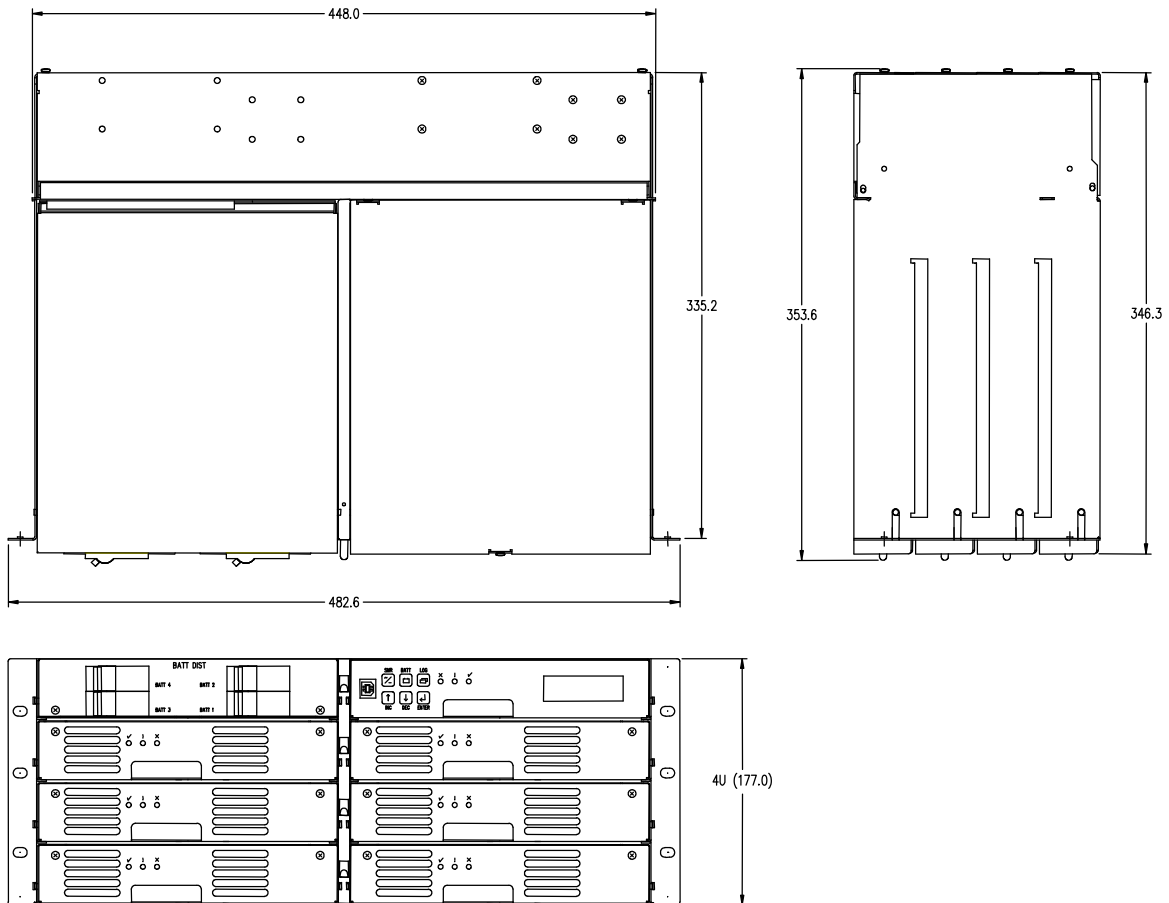 448.0
335.2
353.6
346.3
482.6
BATT DIST
BATT 4 BATT 2
BATT 3 BATT 1
SMR BATT LOG
INC DEC ENTER
4U (177.0)